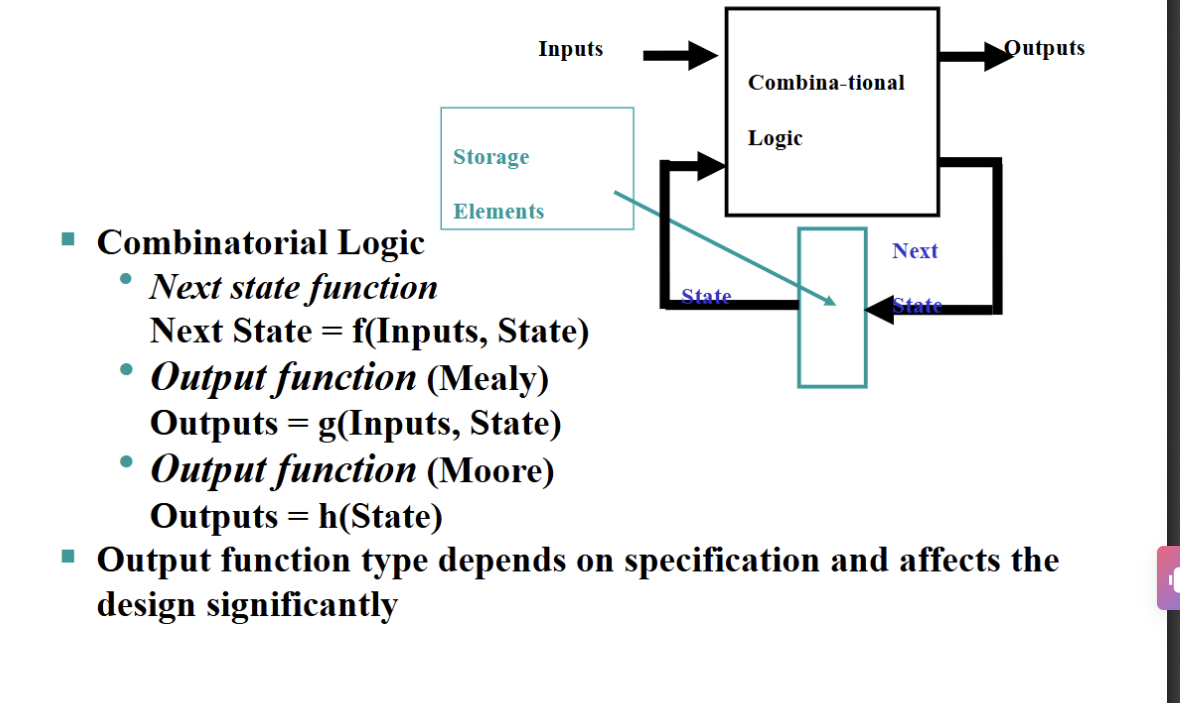 Inputs
Outputs
Combina-tional
Logic
Storage
Elements
Next
State
State
Combinatorial Logic
Next state function
Next State = f(Inputs, State)
Output function (Mealy)
Outputs = g(Inputs, State)
Output function (Moore)
Outputs = h(State)
Output function type depends on specification and affects the
design significantly